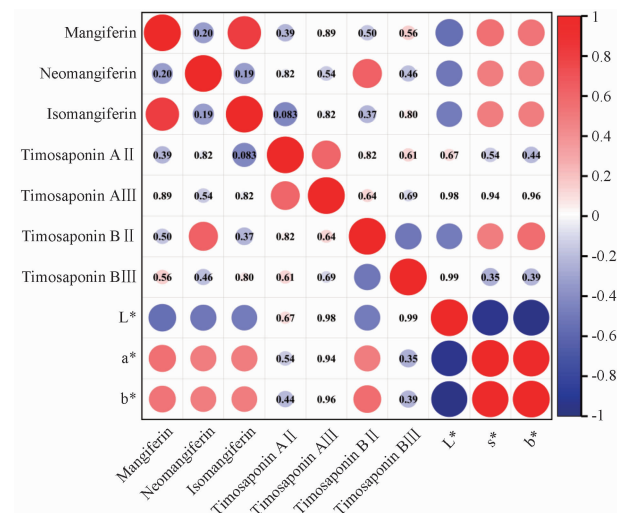 Mangiferin 0.20 0.39 0.89 0.50 0.56
Neomangiferin 0.20 0.19 0.82 0.54 0.46
Isomangiferin 0.19 0.083 0.82 0.37 0.80
Timosaponin AⅡ 0.39 0.82 0.083 0.82 0.61 0.67 0.54 0.44
Timosaponin AⅢ 0.89 0.54 0.82 0.64 0.69 0.98 0.94 0.96
Timosaponin BⅡ 0.50 0.37 0.82 0.64
Timosaponin BⅢ 0.56 0.46 0.80 0.61 0.69 0.99 0.35 0.39
L* 0.67 0.98 0.99
a* 0.54 0.94 0.35
b* 0.44 0.96 0.39
Mangiferin
Neomangiferin
Isomangiferin
Timosaponin AⅡ
Timosaponin AⅢ
Timosaponin BⅡ
Timosaponin BⅢ
L*
s*
b*
1
0.8
0.6
0.4
0.2
0
-0.2
-0.4
-0.6
-0.8
-1